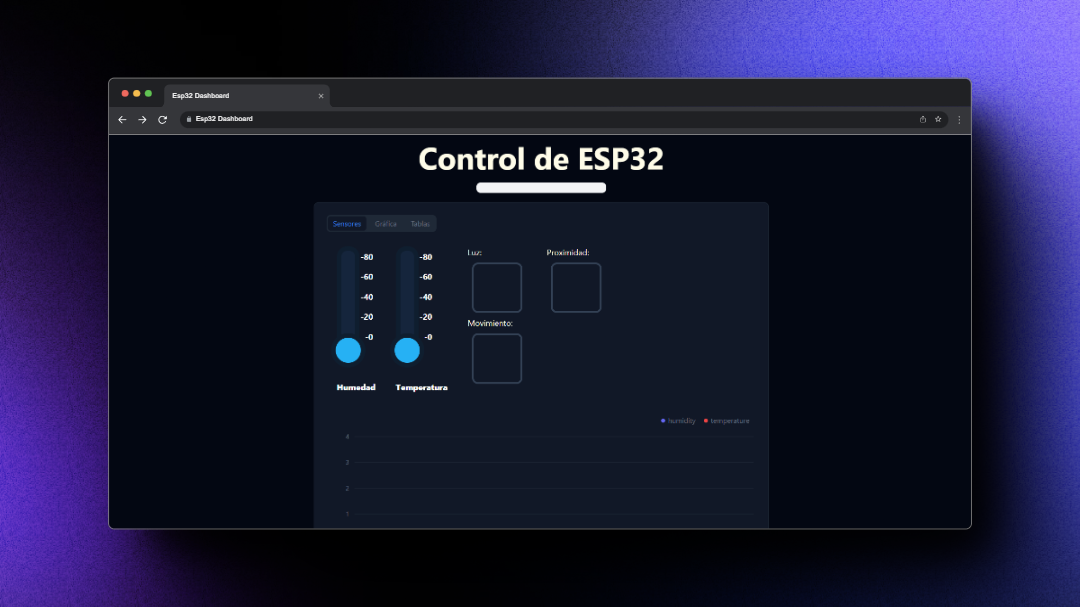 Esp32 Dashboard
Esp32 Dashboard
Control de ESP32
Sensores Gráfica Tablas
-80 -80 Luz: Proximidad:
-60 -60
-40 -40
-20 -20
-0 -0
Movimiento:
Humedad Temperatura
humidity temperature
4
3
2
1